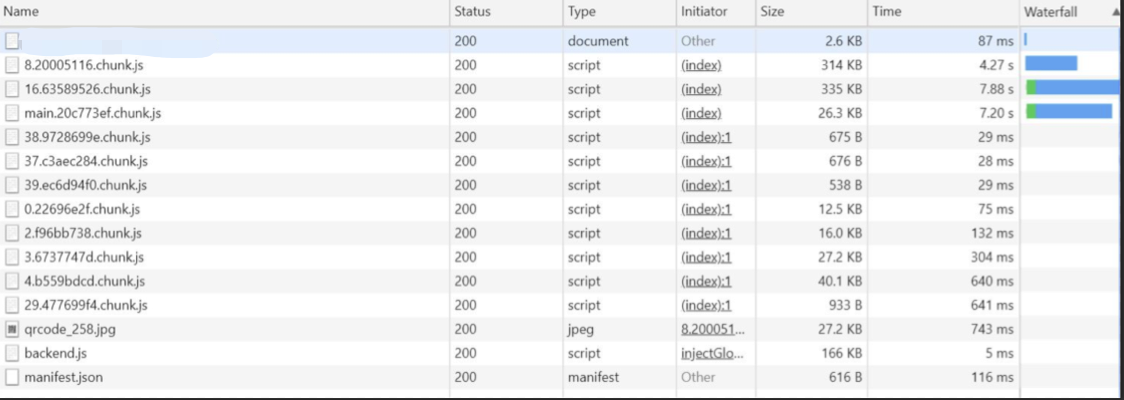 Name Status Type Initiator Size Time Waterfall
200 document Other 2.6 KB 87 ms
8.20005116.chunk.js 200 script (index) 314 KB 4.27 s
16.63589526.chunk.js 200 script (index) 335 KB 7.88 s
main.20c773ef.chunk.js 200 script (index) 26.3 KB 7.20 s
38.9728699e.chunk.js 200 script (index):1 675 B 29 ms
37.c3aec284.chunk.js 200 script (index):1 676 B 28 ms
39.ec6d94f0.chunk.js 200 script (index):1 538 B 29 ms
0.22696e2f.chunk.js 200 script (index):1 12.5 KB 75 ms
2.f96bb738.chunk.js 200 script (index):1 16.0 KB 132 ms
3.6737747d.chunk.js 200 script (index):1 27.2 KB 304 ms
4.b559bdcd.chunk.js 200 script (index):1 40.1 KB 640 ms
29.477699f4.chunk.js 200 script (index):1 933 B 641 ms
qrcode_258.jpg 200 jpeg 8.200051... 27.2 KB 743 ms
backend.js 200 script injectGlo... 166 KB 5 ms
manifest.json 200 manifest Other 616 B 116 ms